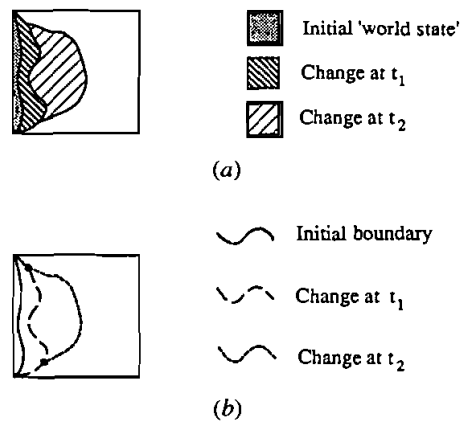 Initial 'world state'
Change at t₁
Change at t₂
(a)
Initial boundary
Change at t₁
Change at t₂
(b)